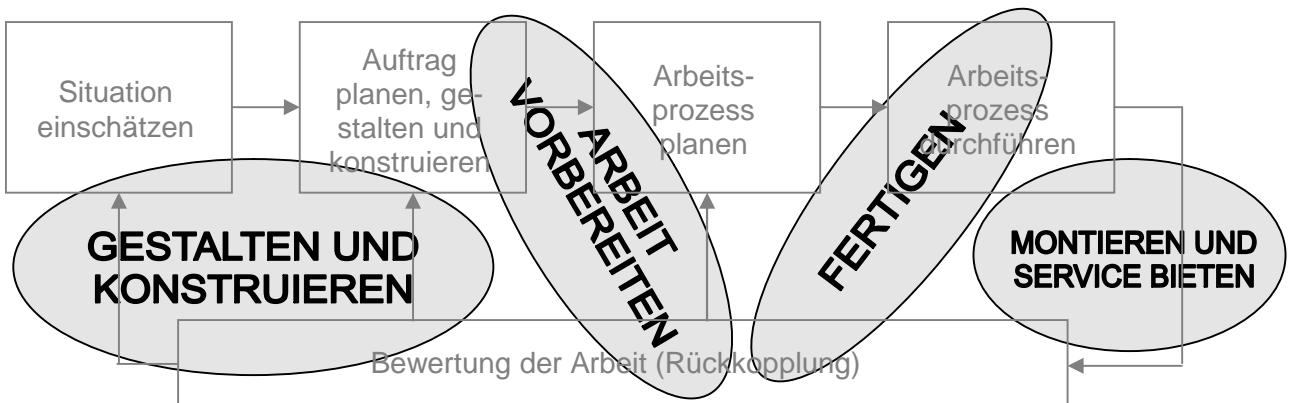 Situation
einschätzen
Auftrag
planen, ge-
stalten und
konstruieren
Arbeits-
prozess
planen
Arbeits-
prozess
durchführen
GESTALTEN UND
KONSTRUIEREN
ARBEIT
VORBEREITEN
FERTIGEN
MONTIEREN UND
SERVICE BIETEN
Bewertung der Arbeit (Rückkopplung)